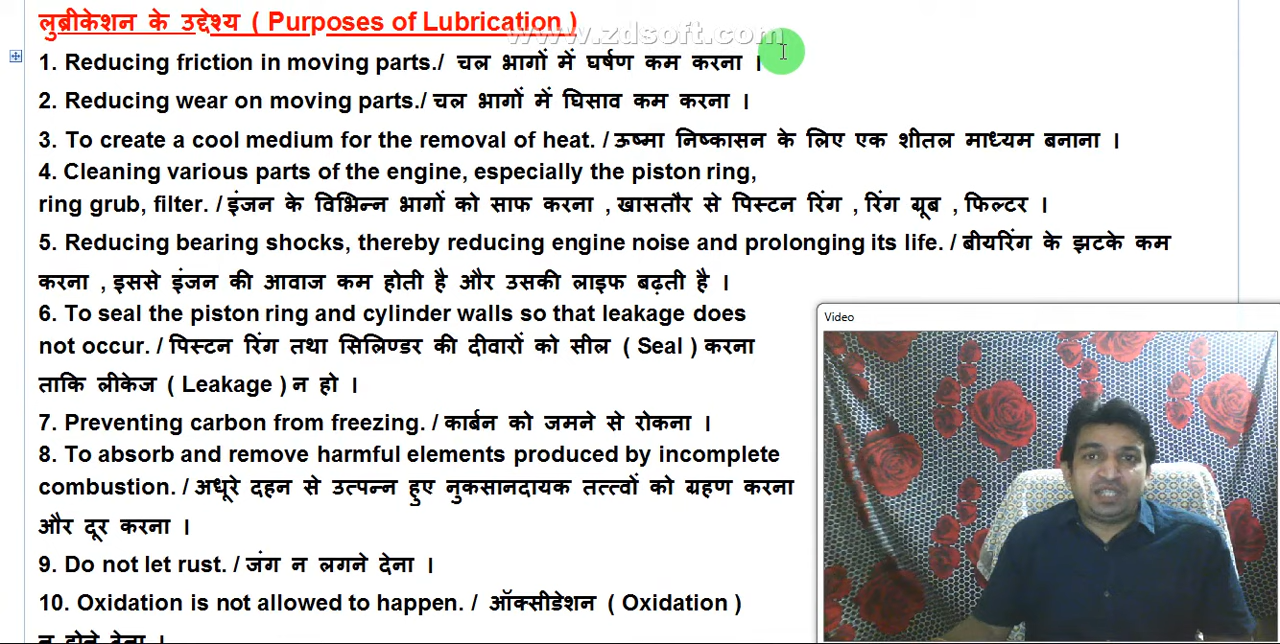 लुब्रीकेशन के उद्देश्य ( Purposes of Lubrication )
www.zdsoft.com
1. Reducing friction in moving parts./ चल भागों में घर्षण कम करना ।
2. Reducing wear on moving parts./ चल भागों में घिसाव कम करना ।
3. To create a cool medium for the removal of heat. / ऊष्मा निष्कासन के लिए एक शीतल माध्यम बनाना ।
4. Cleaning various parts of the engine, especially the piston ring,
ring grub, filter. / इंजन के विभिन्न भागों को साफ करना , खासतौर से पिस्टन रिंग , रिंग ग्रूब , फिल्टर ।
5. Reducing bearing shocks, thereby reducing engine noise and prolonging its life. / बीयरिंग के झटके कम
करना , इससे इंजन की आवाज कम होती है और उसकी लाइफ बढ़ती है ।
6. To seal the piston ring and cylinder walls so that leakage does
not occur. / पिस्टन रिंग तथा सिलिण्डर की दीवारों को सील ( Seal ) करना
ताकि लीकेज ( Leakage ) न हो ।
Video
7. Preventing carbon from freezing. / कार्बन को जमने से रोकना ।
8. To absorb and remove harmful elements produced by incomplete
combustion. / अधूरे दहन से उत्पन्न हुए नुकसानदायक तत्त्वों को ग्रहण करना
और दूर करना ।
9. Do not let rust. / जंग न लगने देना ।
10. Oxidation is not allowed to happen. / ऑक्सीडेशन ( Oxidation )
न होने देना ।